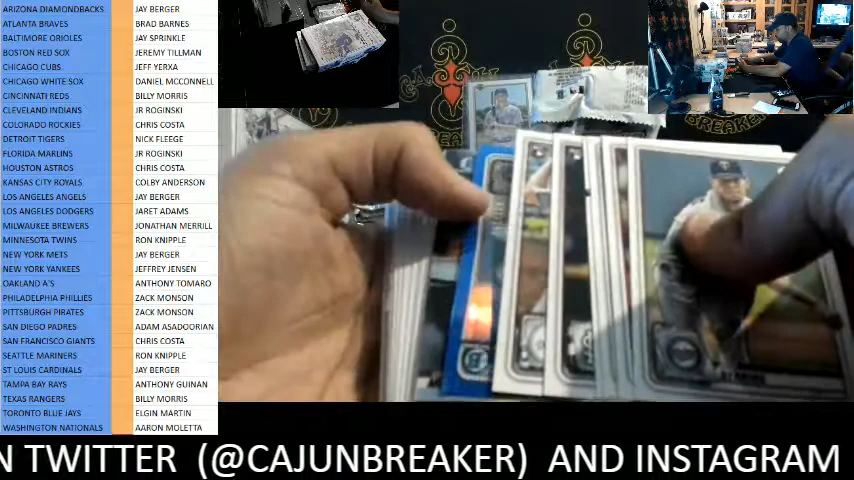 ARIZONA DIAMONDBACKS JAY BERGER
ATLANTA BRAVES BRAD BARNES
BALTIMORE ORIOLES JAY SPRINKLE
BOSTON RED SOX JEREMY TILLMAN
CHICAGO CUBS JEFF YERXA
CHICAGO WHITE SOX DANIEL MCCONNELL
CINCINNATI REDS BILLY MORRIS
CLEVELAND INDIANS JR ROGINSKI
COLORADO ROCKIES CHRIS COSTA
DETROIT TIGERS NICK FLEEGE
FLORIDA MARLINS JR ROGINSKI
HOUSTON ASTROS CHRIS COSTA
KANSAS CITY ROYALS COLBY ANDERSON
LOS ANGELES ANGELS JAY BERGER
LOS ANGELES DODGERS JARET ADAMS
MILWAUKEE BREWERS JONATHAN MERRILL
MINNESOTA TWINS RON KNIPPLE
NEW YORK METS JAY BERGER
NEW YORK YANKEES JEFFREY JENSEN
OAKLAND A'S ANTHONY TOMARO
PHILADELPHIA PHILLIES ZACK MONSON
PITTSBURGH PIRATES ZACK MONSON
SAN DIEGO PADRES ADAM ASADOORIAN
SAN FRANCISCO GIANTS CHRIS COSTA
SEATTLE MARINERS RON KNIPPLE
ST LOUIS CARDINALS JAY BERGER
TAMPA BAY RAYS ANTHONY GUINAN
TEXAS RANGERS BILLY MORRIS
TORONTO BLUE JAYS ELGIN MARTIN
WASHINGTON NATIONALS AARON MOLETTA
BREAKER
N TWITTER (@CAJUNBREAKER) AND INSTAGRAM